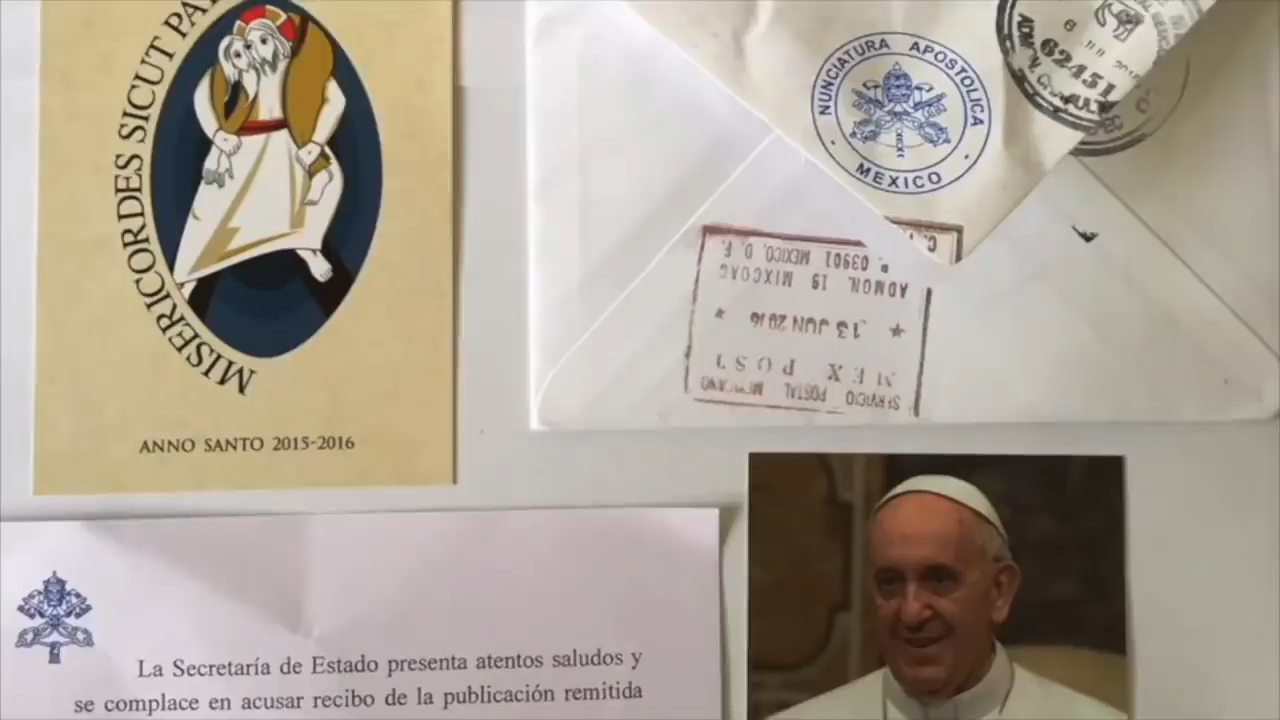 MISERICORDES SICUT PA
ANNO SANTO 2015-2016
NUNCIATURA APOSTOLICA
MEXICO
62451
C.
P. 03901 MEXICO, D. F.
ADMON. 19 MIXCOAC
★ 13 JUN 2016 ★
MEX POST
SERVICIO POSTAL MEXICANO
La Secretaría de Estado presenta atentos saludos y
se complace en acusar recibo de la publicación remitida